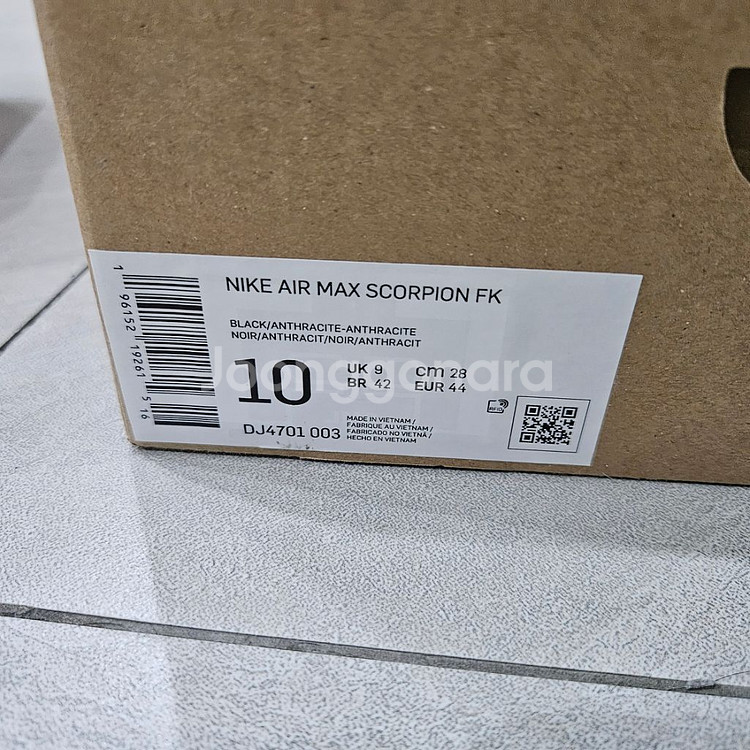 NIKE AIR MAX SCORPION FK
BLACK/ANTHRACITE-ANTHRACITE
NOIR/ANTHRACIT/NOIR/ANTHRACIT
10
UK 9 cm 28
BR 42 EUR 44
DJ4701 003
MADE IN VIETNAM /
FABRIQUE AU VIETNAM /
FABRICADO NO VIETNÃ /
HECHO EN VIETNAM
RFID
1 96152 19261 5 16
Joonggonara